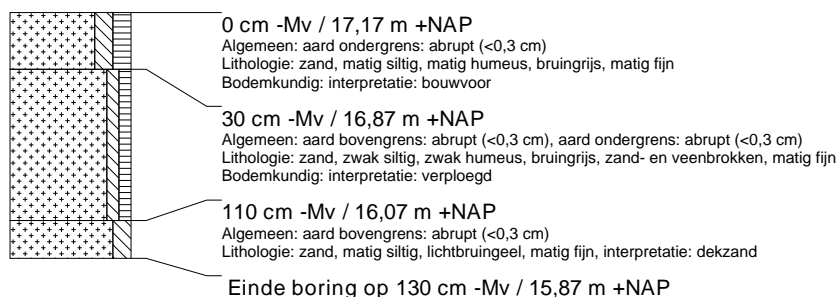 0 cm -Mv / 17,17 m +NAP
Algemeen: aard ondergrens: abrupt (<0,3 cm)
Lithologie: zand, matig siltig, matig humeus, bruingrijs, matig fijn
Bodemkundig: interpretatie: bouwvoor
30 cm -Mv / 16,87 m +NAP
Algemeen: aard bovengrens: abrupt (<0,3 cm), aard ondergrens: abrupt (<0,3 cm)
Lithologie: zand, zwak siltig, zwak humeus, bruingrijs, zand- en veenbrokken, matig fijn
Bodemkundig: interpretatie: verploegd
110 cm -Mv / 16,07 m +NAP
Algemeen: aard bovengrens: abrupt (<0,3 cm)
Lithologie: zand, matig siltig, lichtbruingeel, matig fijn, interpretatie: dekzand
Einde boring op 130 cm -Mv / 15,87 m +NAP